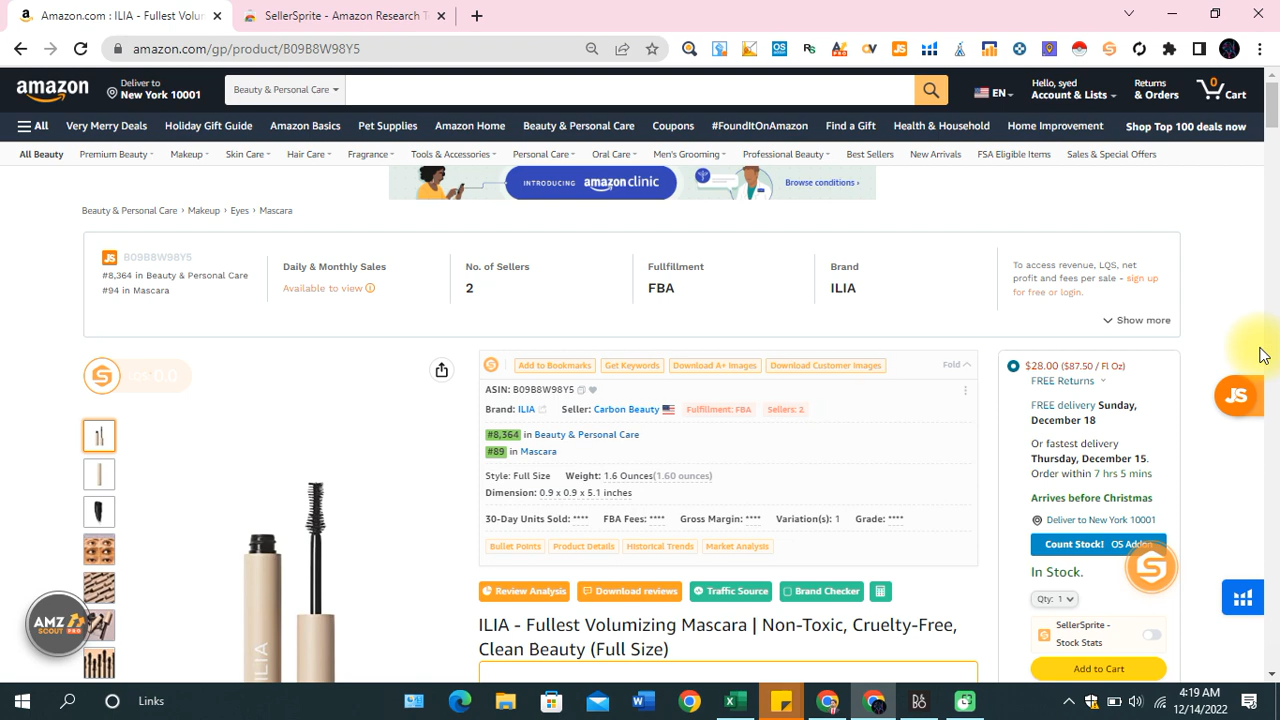 Amazon.com : ILIA - Fullest Volum
SellerSprite - Amazon Research T
amazon.com/gp/product/B09B8W98Y5
amazon
Deliver to
New York 10001
Beauty & Personal Care
EN
Hello, syed
Account & Lists
Returns
& Orders
0
Cart
All
Very Merry Deals
Holiday Gift Guide
Amazon Basics
Pet Supplies
Amazon Home
Beauty & Personal Care
Coupons
#FoundItOnAmazon
Find a Gift
Health & Household
Home Improvement
Shop Top 100 deals now
All Beauty
Premium Beauty
Makeup
Skin Care
Hair Care
Fragrance
Tools & Accessories
Personal Care
Oral Care
Men's Grooming
Professional Beauty
Best Sellers
New Arrivals
FSA Eligible Items
Sales & Special Offers
INTRODUCING amazon clinic
Browse conditions ›
Beauty & Personal Care › Makeup › Eyes › Mascara
JS B09B8W98Y5
#8,364 in Beauty & Personal Care
#94 in Mascara
Daily & Monthly Sales
Available to view
No. of Sellers
2
Fullfillment
FBA
Brand
ILIA
To access revenue, LQS, net
profit and fees per sale - sign up
for free or login.
Show more
Add to Bookmarks
Get Keywords
Download A+ Images
Download Customer Images
Fold
ASIN: B09B8W98Y5
Brand: ILIA
Seller: Carbon Beauty
Fulfillment: FBA
Sellers: 2
#8,364 in Beauty & Personal Care
#89 in Mascara
Style: Full Size
Weight: 1.6 Ounces(1.60 ounces)
Dimension: 0.9 x 0.9 x 5.1 inches
30-Day Units Sold: ****
FBA Fees: ****
Gross Margin: ****
Variation(s): 1
Grade: ****
Bullet Points
Product Details
Historical Trends
Market Analysis
Review Analysis
Download reviews
Traffic Source
Brand Checker
ILIA - Fullest Volumizing Mascara | Non-Toxic, Cruelty-Free,
Clean Beauty (Full Size)
$28.00 ($87.50 / Fl Oz)
FREE Returns
FREE delivery Sunday,
December 18
Or fastest delivery
Thursday, December 15.
Order within 7 hrs 5 mins
Arrives before Christmas
Deliver to New York 10001
Count Stock! OS Addon
In Stock.
Qty: 1
SellerSprite -
Stock Stats
Add to Cart
JS
ILIA
AMZ
SCOUT
PRO
Links
4:19 AM
12/14/2022